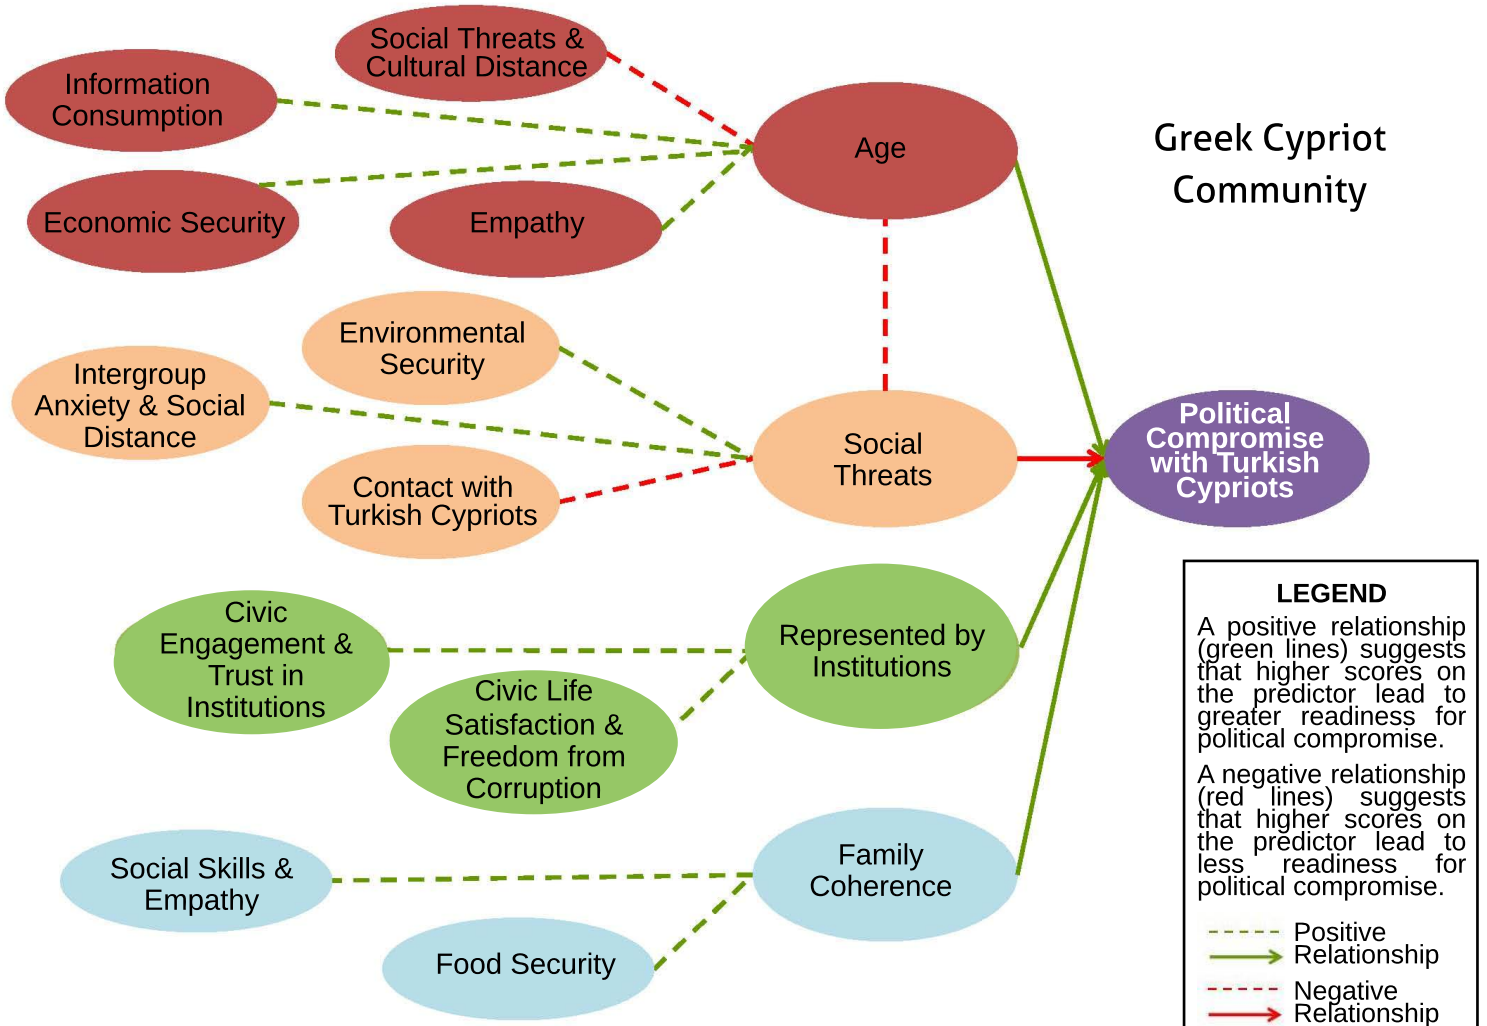 Social Threats &
Cultural Distance
Information
Consumption
Age
Greek Cypriot
Community
Economic Security
Empathy
Environmental
Security
Intergroup
Anxiety & Social
Distance
Contact with
Turkish Cypriots
Social
Threats
Political
Compromise
with Turkish
Cypriots
Civic
Engagement &
Trust in
Institutions
Civic Life
Satisfaction &
Freedom from
Corruption
Represented by
Institutions
Social Skills &
Empathy
Food Security
Family
Coherence
LEGEND
A positive relationship
(green lines) suggests
that higher scores on
the predictor lead to
greater readiness for
political compromise.
A negative relationship
(red lines) suggests
that higher scores on
the predictor lead to
less readiness for
political compromise.
Positive
Relationship
Negative
Relationship